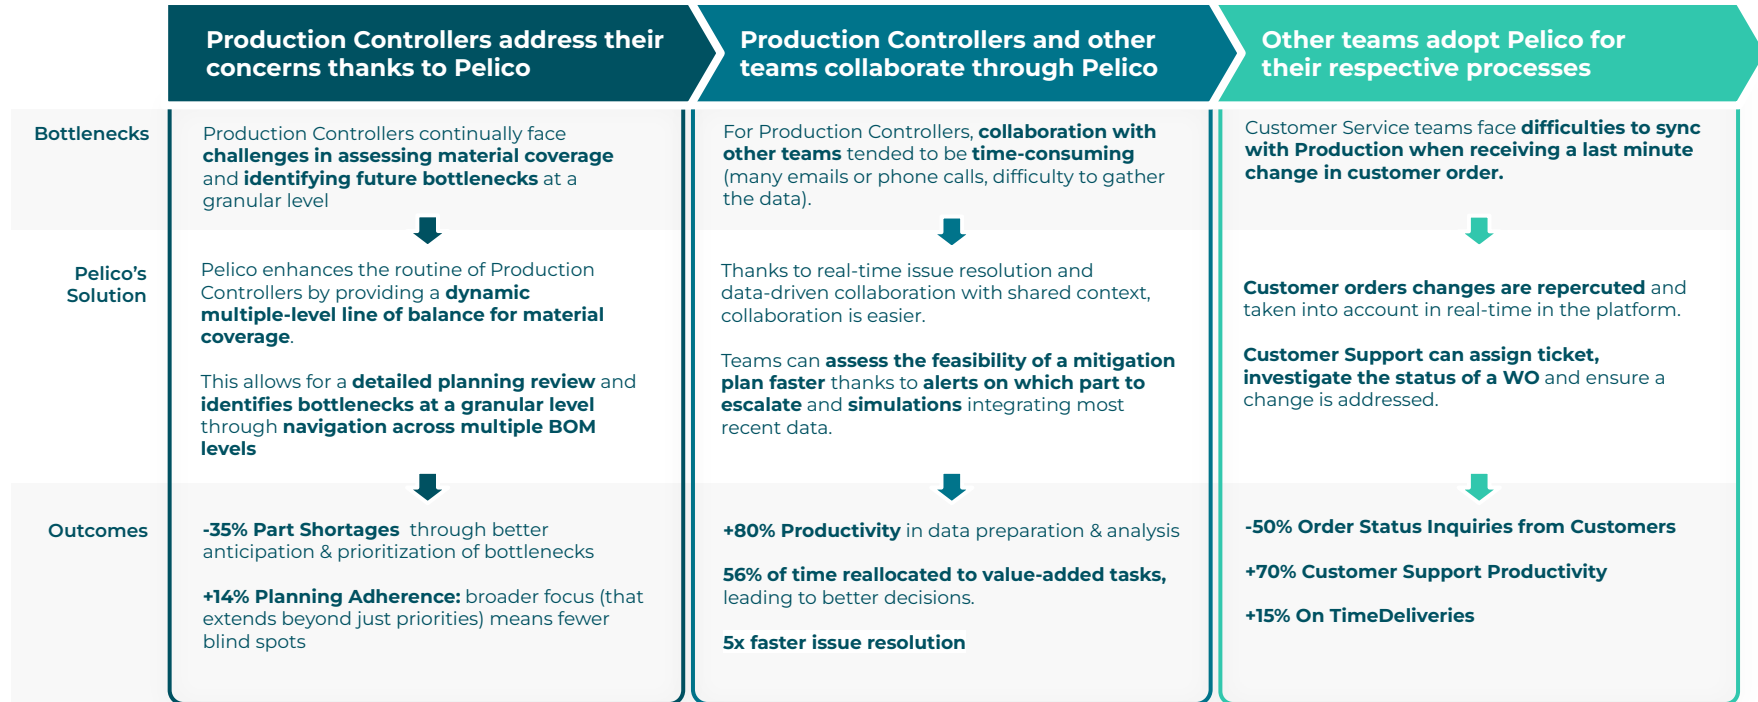 Production Controllers address their
concerns thanks to Pelico
Production Controllers and other
teams collaborate through Pelico
Other teams adopt Pelico for
their respective processes
Bottlenecks
Production Controllers continually face
challenges in assessing material coverage
and identifying future bottlenecks at a
granular level
For Production Controllers, collaboration with
other teams tended to be time-consuming
(many emails or phone calls, difficulty to gather
the data).
Customer Service teams face difficulties to sync
with Production when receiving a last minute
change in customer order.
Pelico's
Solution
Pelico enhances the routine of Production
Controllers by providing a dynamic
multiple-level line of balance for material
coverage.
This allows for a detailed planning review and
identifies bottlenecks at a granular level
through navigation across multiple BOM
levels
Thanks to real-time issue resolution and
data-driven collaboration with shared context,
collaboration is easier.
Teams can assess the feasibility of a mitigation
plan faster thanks to alerts on which part to
escalate and simulations integrating most
recent data.
Customer orders changes are repercuted and
taken into account in real-time in the platform.
Customer Support can assign ticket,
investigate the status of a WO and ensure a
change is addressed.
Outcomes
-35% Part Shortages through better
anticipation & prioritization of bottlenecks
+14% Planning Adherence: broader focus (that
extends beyond just priorities) means fewer
blind spots
+80% Productivity in data preparation & analysis
56% of time reallocated to value-added tasks,
leading to better decisions.
5x faster issue resolution
-50% Order Status Inquiries from Customers
+70% Customer Support Productivity
+15% On TimeDeliveries